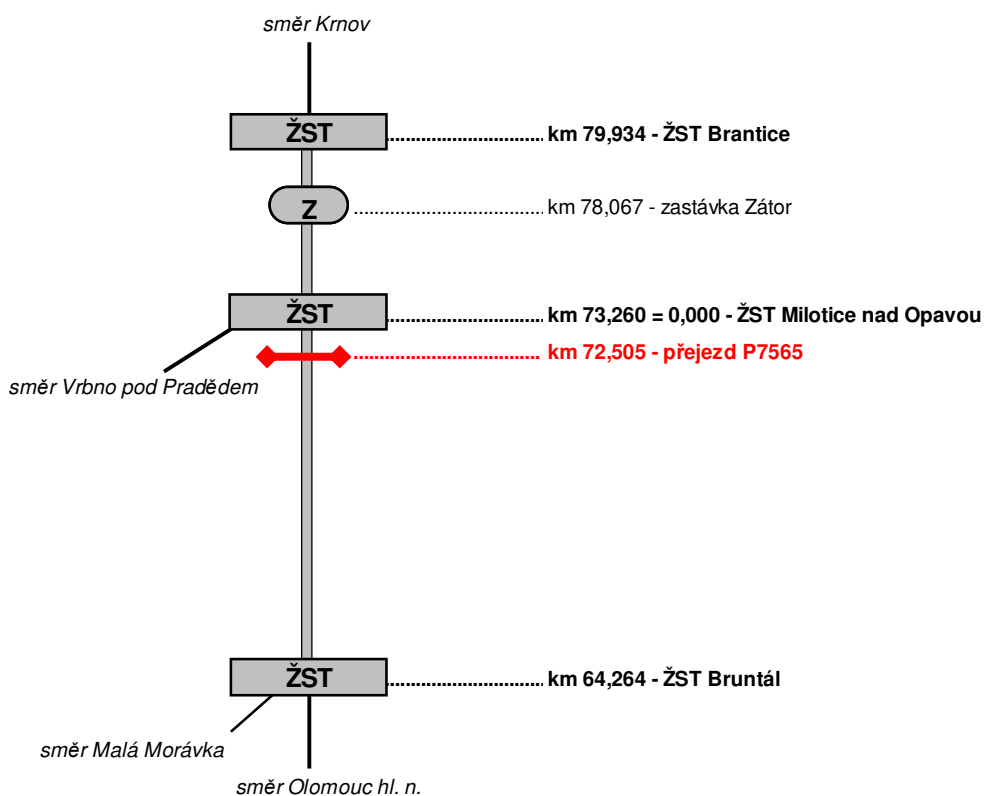 směr Krnov
ŽST
km 79,934 - ŽST Brantice
Z
km 78,067 - zastávka Zátor
ŽST
km 73,260 = 0,000 - ŽST Milotice nad Opavou
km 72,505 - přejezd P7565
směr Vrbno pod Pradědem
ŽST
km 64,264 - ŽST Bruntál
směr Malá Morávka
směr Olomouc hl. n.